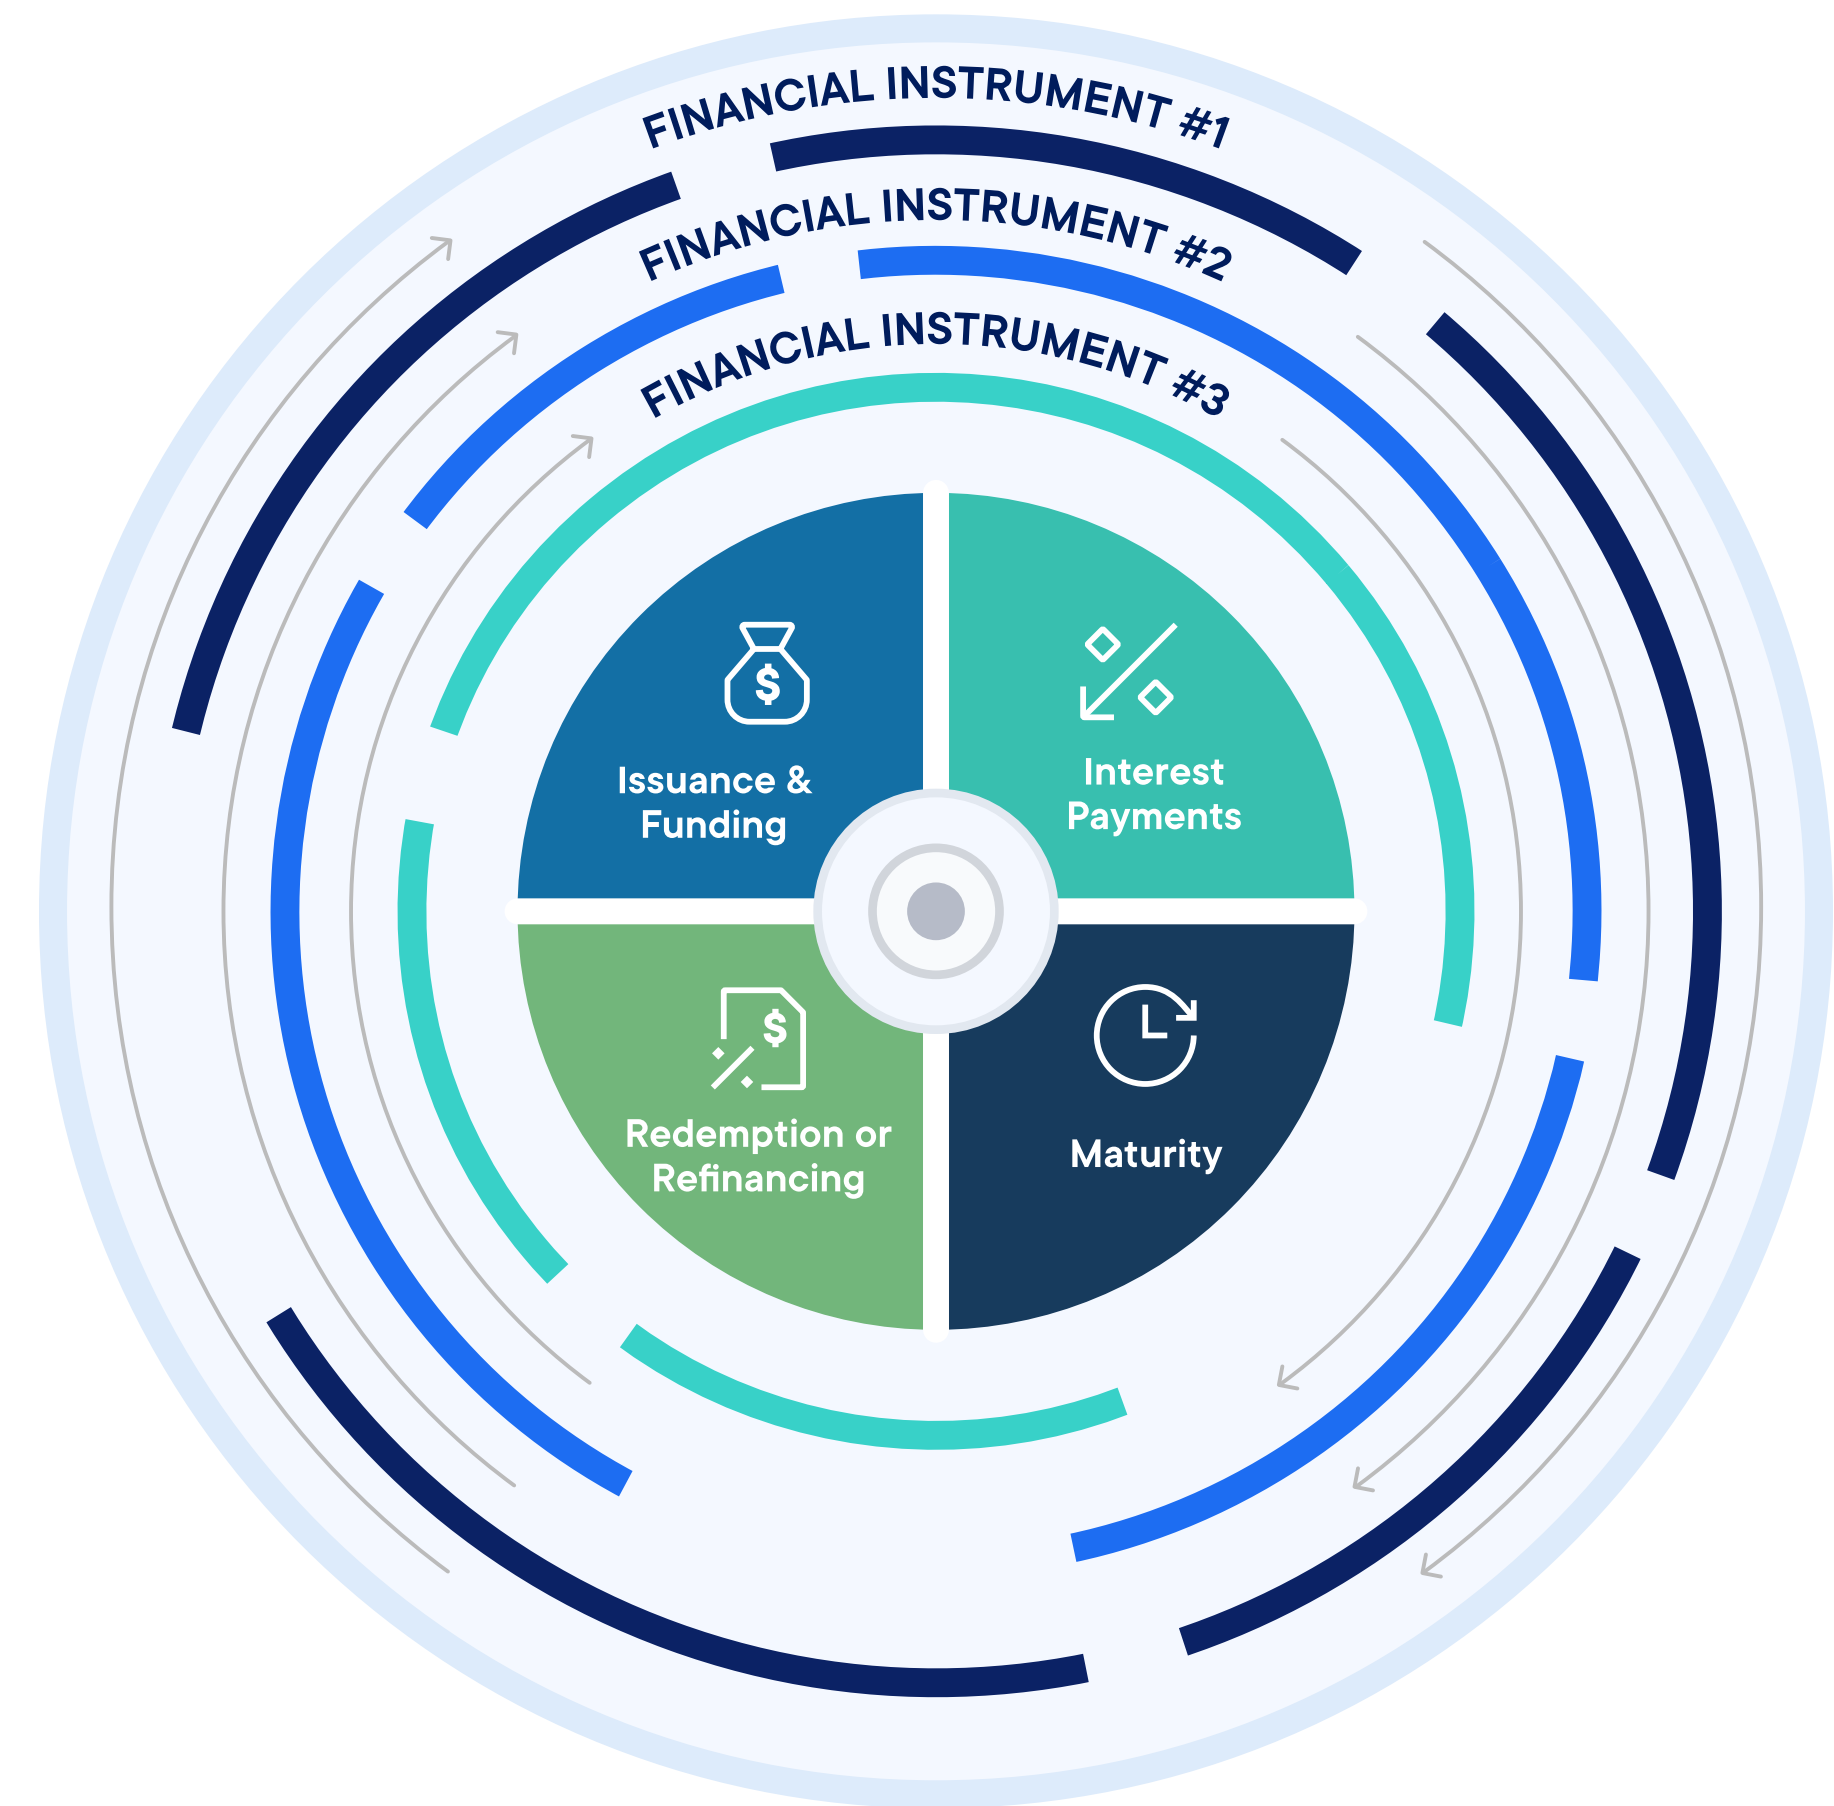 FINANCIAL INSTRUMENT #1
FINANCIAL INSTRUMENT #2
FINANCIAL INSTRUMENT #3
$
Issuance &
Funding
Interest
Payments
$
Redemption or
Refinancing
Maturity